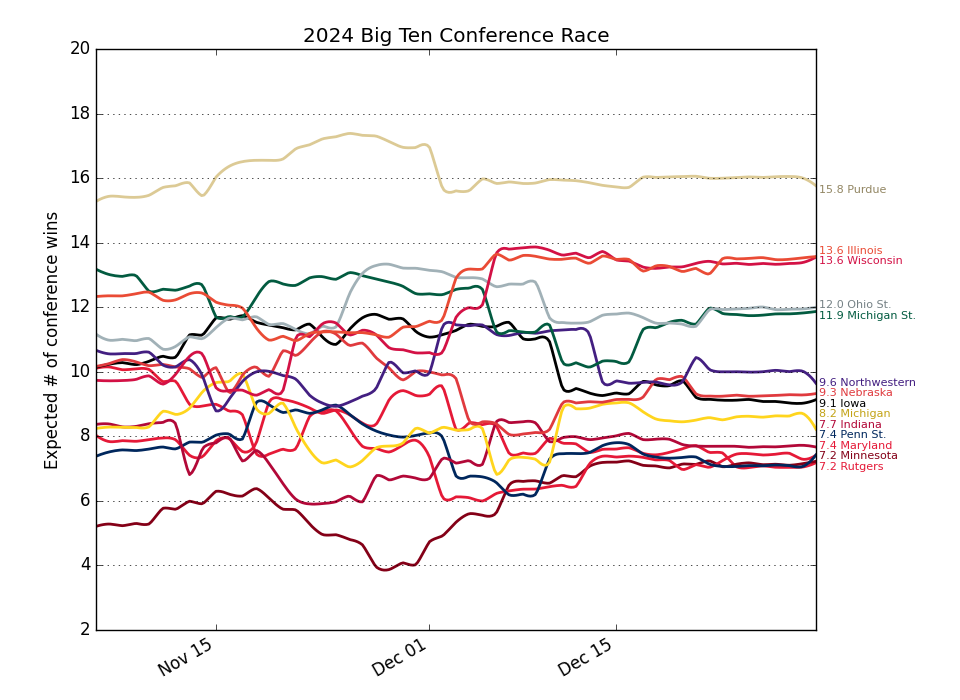 2024 Big Ten Conference Race
Expected # of conference wins
20
18
16
14
12
10
8
6
4
2
Nov 15
Dec 01
Dec 15
15.8 Purdue
13.6 Illinois
13.6 Wisconsin
12.0 Ohio St.
11.9 Michigan St.
9.6 Northwestern
9.3 Nebraska
9.1 Iowa
8.2 Michigan
7.7 Indiana
7.4 Penn St.
7.4 Maryland
7.2 Minnesota
7.2 Rutgers